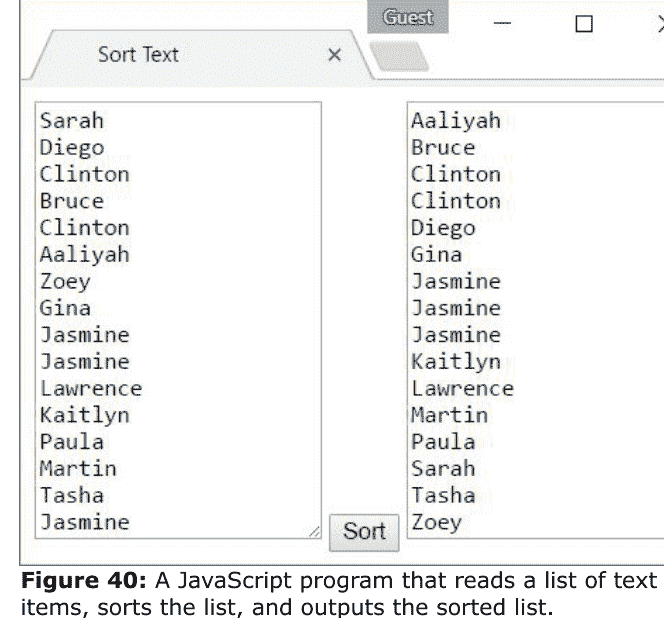 Guest
Sort Text
Sarah
Diego
Clinton
Bruce
Clinton
Aaliyah
Zoey
Gina
Jasmine
Jasmine
Lawrence
Kaitlyn
Paula
Martin
Tasha
Jasmine
Sort
Aaliyah
Bruce
Clinton
Clinton
Diego
Gina
Jasmine
Jasmine
Jasmine
Kaitlyn
Lawrence
Martin
Paula
Sarah
Tasha
Zoey
Figure 40: A JavaScript program that reads a list of text
items, sorts the list, and outputs the sorted list.